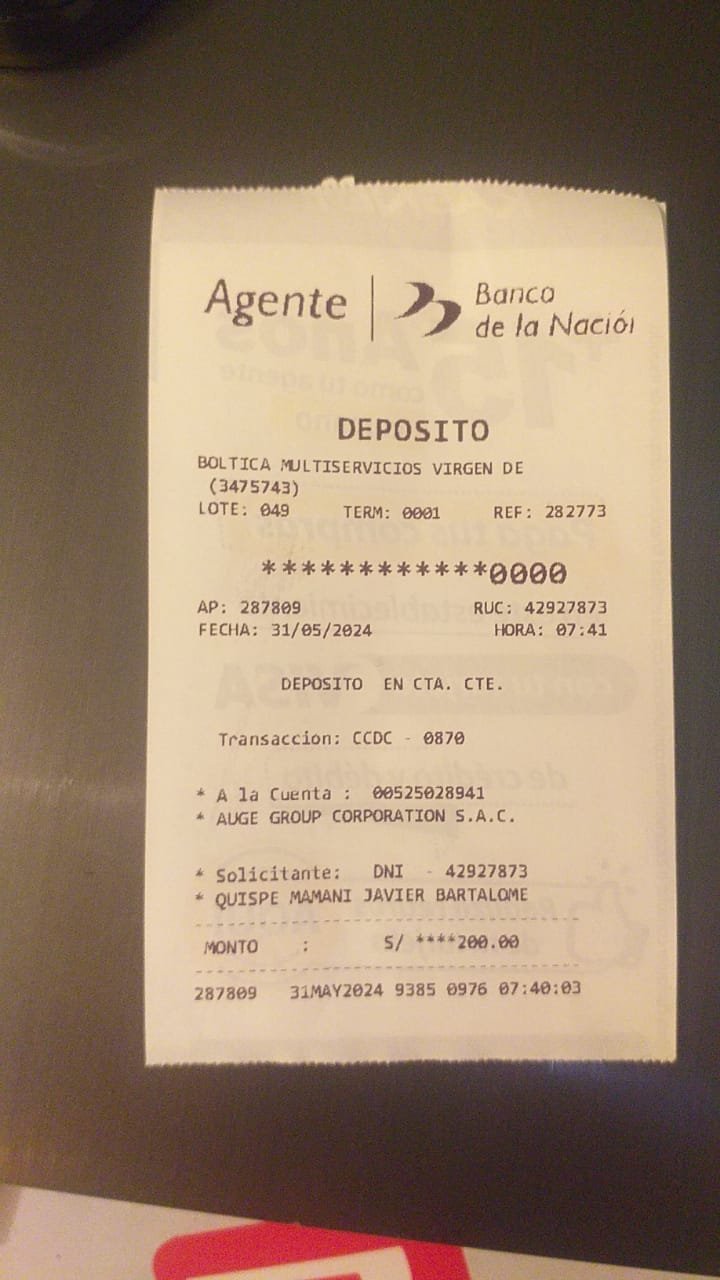 Agente | Banco
de la Nación
DEPOSITO
BOLTICA MULTISERVICIOS VIRGEN DE
(3475743)
LOTE: 049 TERM: 0001 REF: 282773
************0000
AP: 287809 RUC: 42927873
FECHA: 31/05/2024 HORA: 07:41
DEPOSITO EN CTA. CTE.
Transaccion: CCDC - 0870
* A la Cuenta : 00525028941
* AUGE GROUP CORPORATION S.A.C.
* Solicitante: DNI - 42927873
* QUISPE MAMANI JAVIER BARTALOME
MONTO : S/ ****200.00
287809 31MAY2024 9385 0976 07:40:03